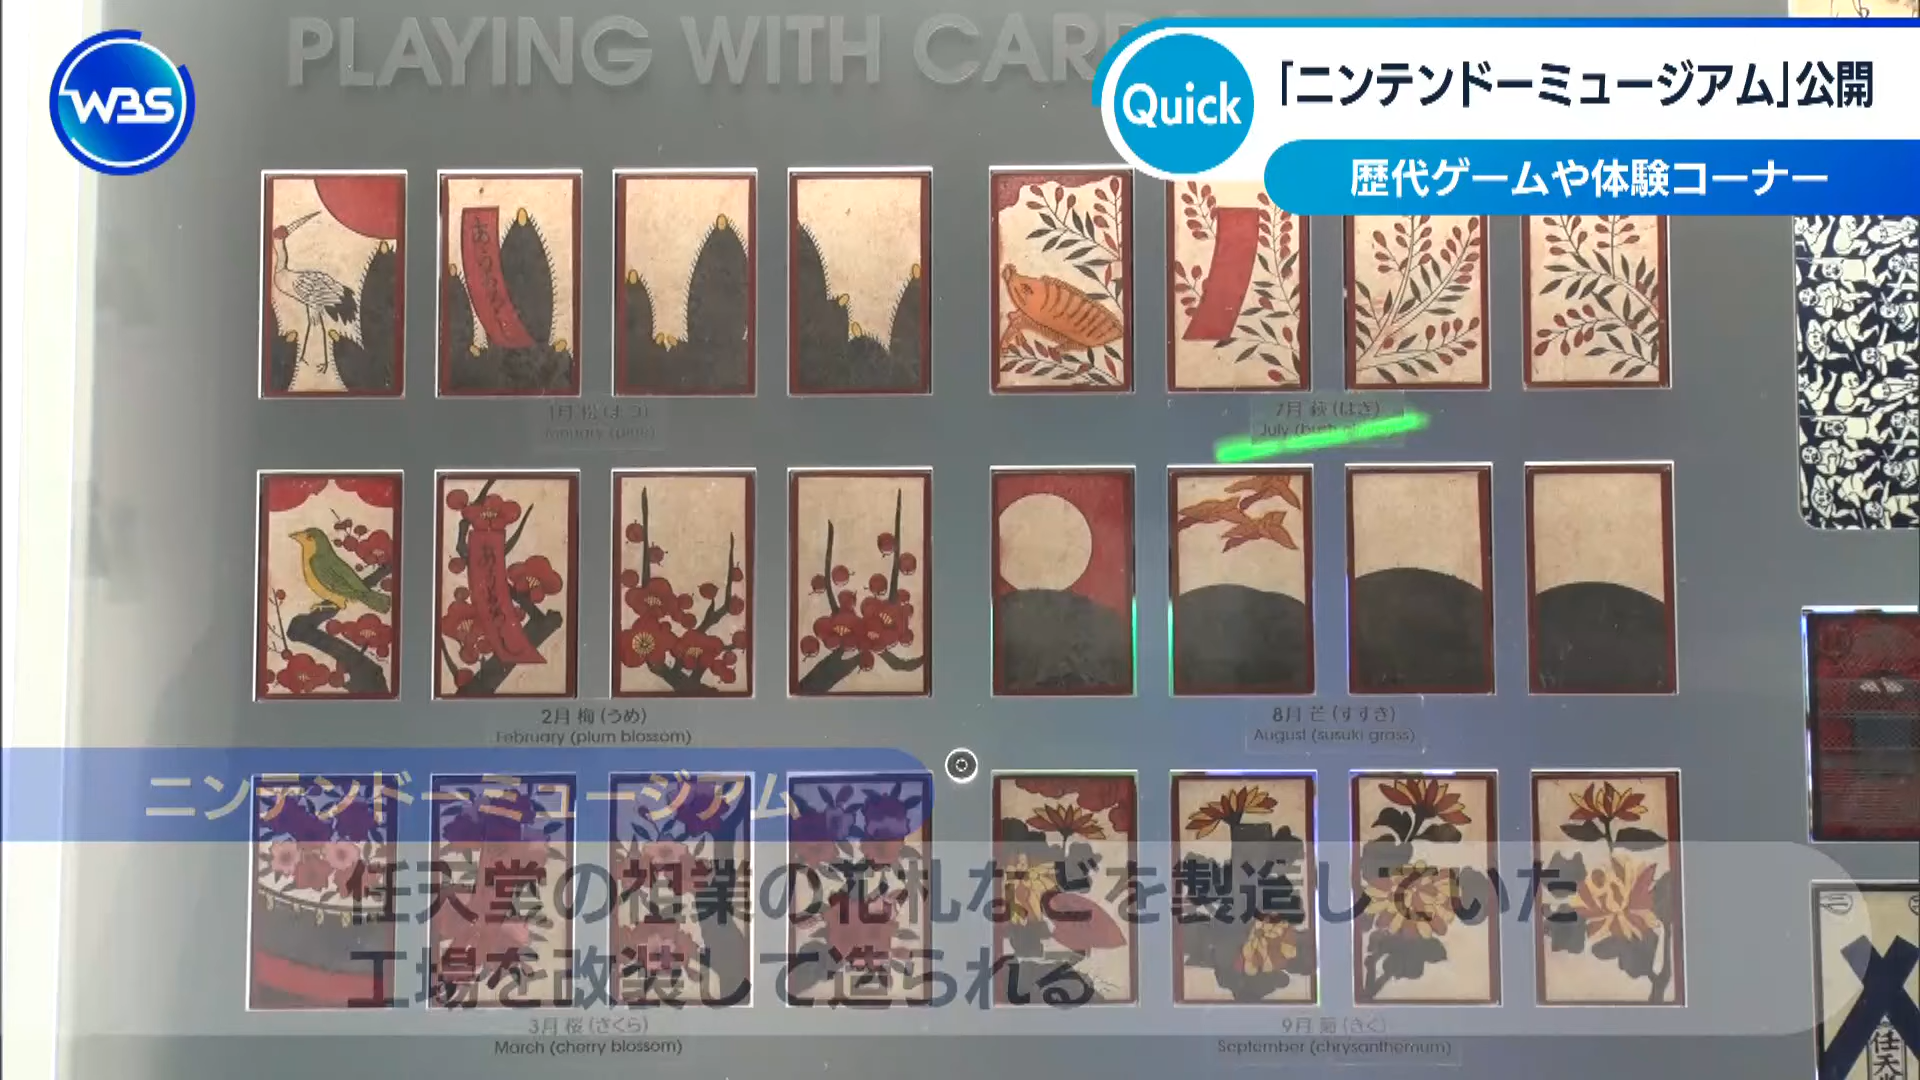 PLAYING WITH CARDS
WBS
Quick
「ニンテンドーミュージアム」公開
歴代ゲームや体験コーナー
1月 松（まつ）
January (pine)
7月 萩（はぎ）
July (bush
2月 梅（うめ）
February (plum blossom)
8月 芒（すすき）
August (susuki grass)
ニンテンドーミュージアム
任天堂の祖業の花札などを製造していた
工場を改装して造られる
3月 桜（さくら）
March (cherry blossom)
9月 菊（きく）
September (chrysanthemum)
任天